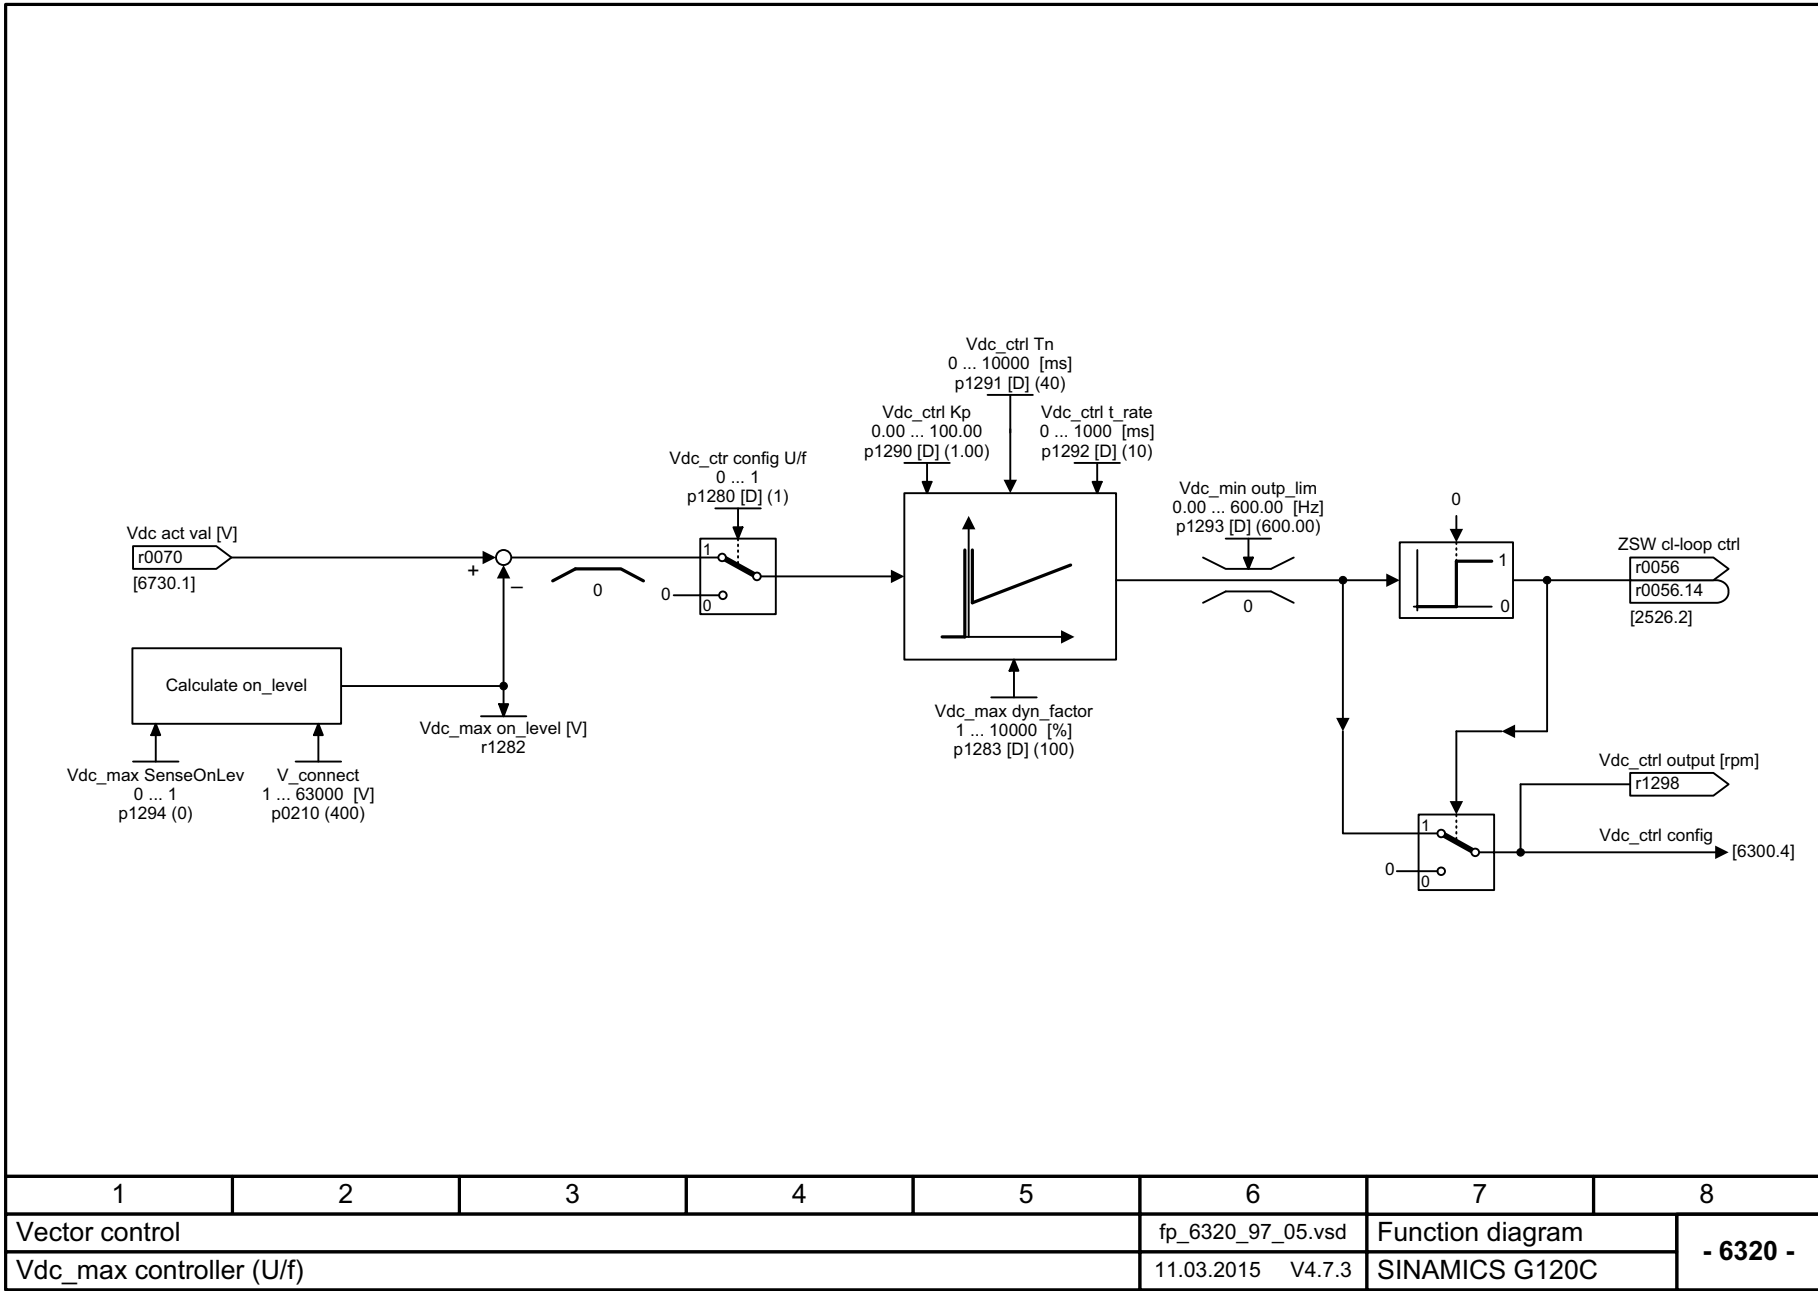 Vdc_ctrl Tn
0 ... 10000 [ms]
p1291 [D] (40)
Vdc_ctrl Kp
0.00 ... 100.00
p1290 [D] (1.00)
Vdc_ctrl t_rate
0 ... 1000 [ms]
p1292 [D] (10)
Vdc_ctr config U/f
0 ... 1
p1280 [D] (1)
Vdc_min outp_lim
0.00 ... 600.00 [Hz]
p1293 [D] (600.00)
0
Vdc act val [V]
r0070
[6730.1]
+
–
0
1
0
0
0
1
0
ZSW cl-loop ctrl
r0056
r0056.14
[2526.2]
Calculate on_level
Vdc_max on_level [V]
r1282
Vdc_max SenseOnLev
0 ... 1
p1294 (0)
V_connect
1 ... 63000 [V]
p0210 (400)
Vdc_max dyn_factor
1 ... 10000 [%]
p1283 [D] (100)
Vdc_ctrl output [rpm]
r1298
1
0
0
Vdc_ctrl config
[6300.4]
1 2 3 4 5 6 7 8
Vector control
fp_6320_97_05.vsd
Function diagram
- 6320 -
Vdc_max controller (U/f)
11.03.2015 V4.7.3
SINAMICS G120C